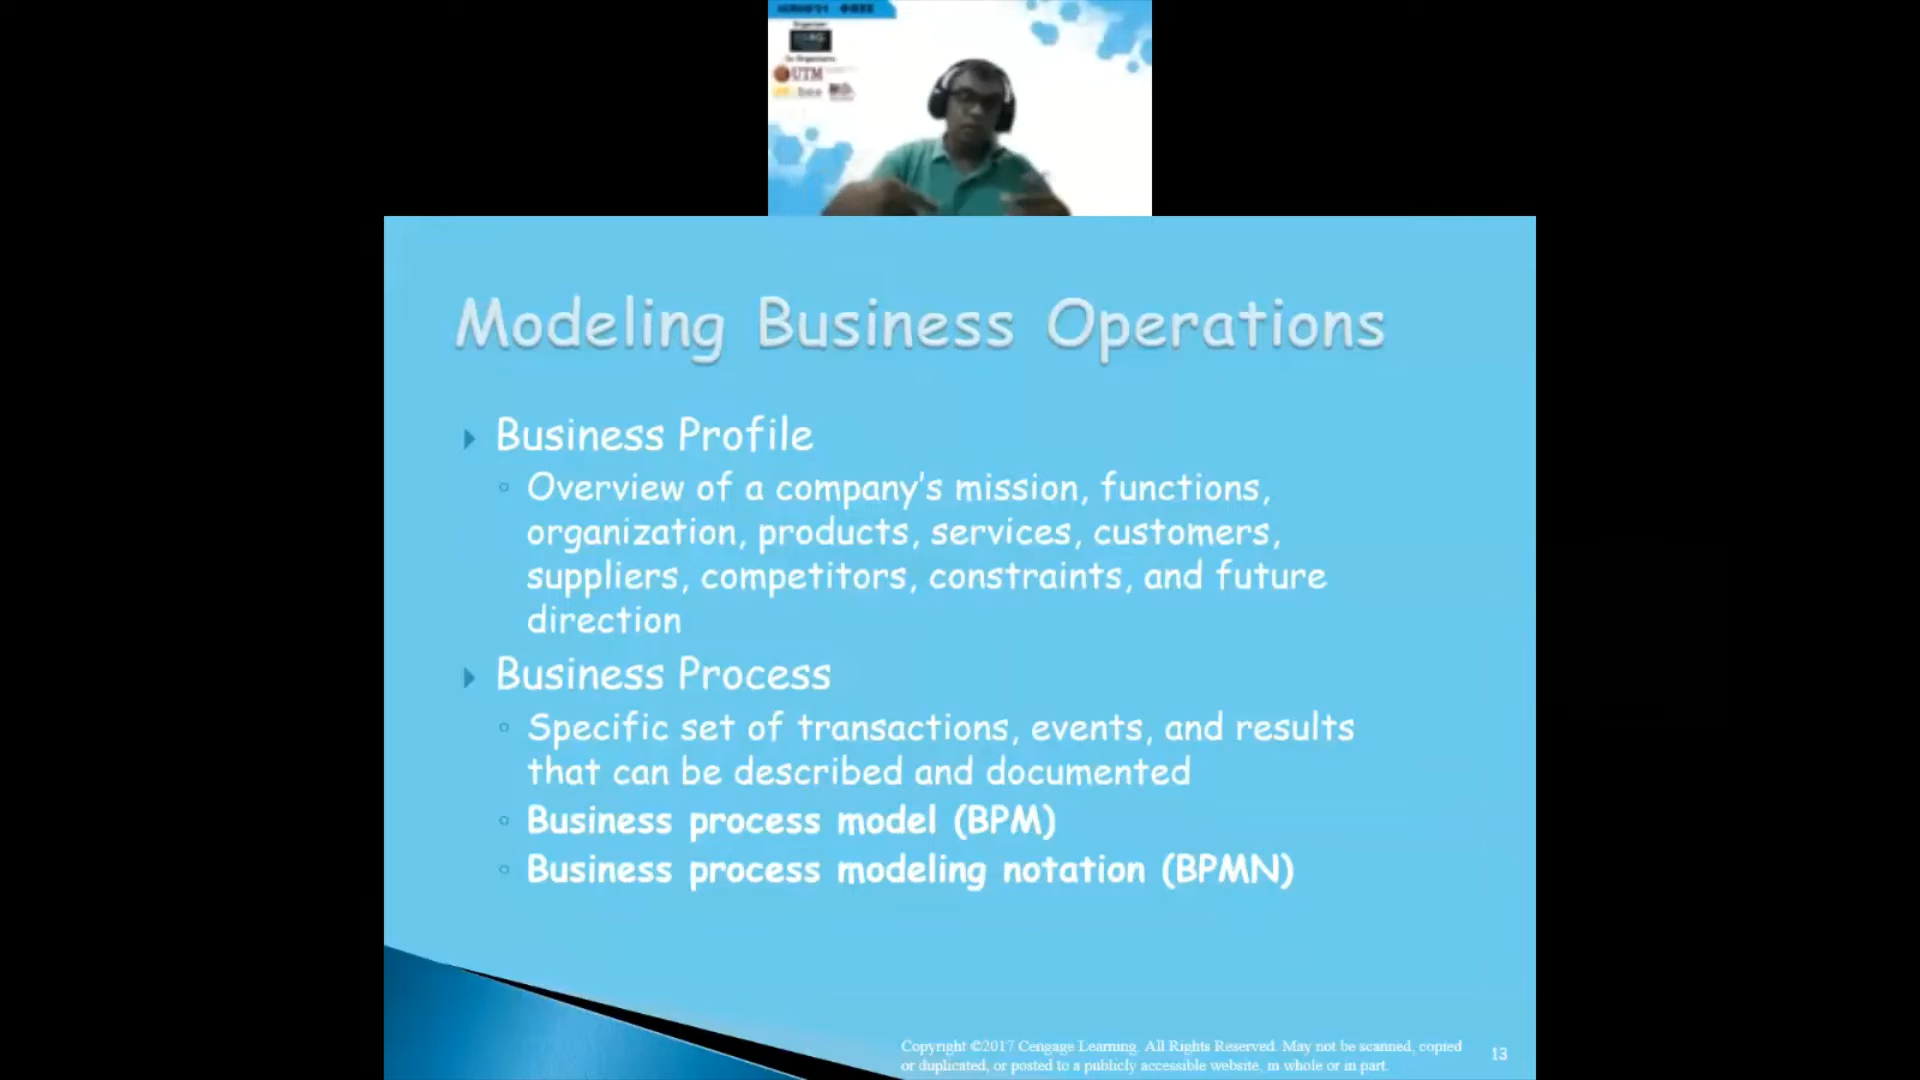 UTM
bee
Modeling Business Operations
Business Profile
Overview of a company's mission, functions,
organization, products, services, customers,
suppliers, competitors, constraints, and future
direction
Business Process
Specific set of transactions, events, and results
that can be described and documented
Business process model (BPM)
Business process modeling notation (BPMN)
Copyright ©2017 Cengage Learning. All Rights Reserved. May not be scanned, copied
or duplicated, or posted to a publicly accessible website, in whole or in part.
13